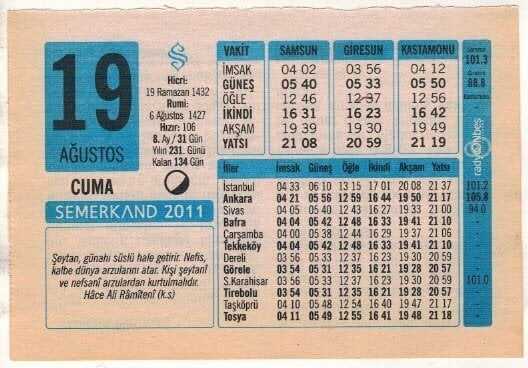 19
AĞUSTOS
CUMA
Hicri:
19 Ramazan 1432
Rumi:
6 Ağustos 1427
Hızır: 106
8. Ay / 31 Gün
Yılın 231. Günü
Kalan 134 Gün
SEMERKAND 2011
Şeytan, günahı süslü hale getirir. Nefis,
kalbe dünya arzularını atar. Kişi şeytanî
ve nefsanî arzulardan kurtulmalıdır.
Hâce Ali Râmîtenî (k.s)
VAKİT SAMSUN GİRESUN KASTAMONU
İMSAK 04 02 03 56 04 12
GÜNEŞ 05 40 05 33 05 50
ÖĞLE 12 46 12 37 12 56
İKİNDİ 16 31 16 23 16 42
AKŞAM 19 39 19 30 19 49
YATSI 21 08 20 59 21 19
İller İmsak Güneş Öğle İkindi Akşam Yatsı
İstanbul 04 33 06 10 13 15 17 01 20 08 21 37
Ankara 04 21 05 56 12 59 16 44 19 50 21 17
Sivas 04 05 05 40 12 43 16 27 19 33 21 00
Bafra 04 04 05 42 12 48 16 33 19 41 21 10
Çarşamba 04 00 05 38 12 44 16 30 19 37 21 06
Tekkeköy 04 04 05 42 12 48 16 33 19 41 21 10
Dereli 03 56 05 33 12 37 16 22 19 30 20 59
Görele 03 54 05 31 12 35 16 21 19 28 20 57
S.Karahisar 03 57 05 33 12 37 16 22 19 30 20 58
Tirebolu 03 54 05 31 12 35 16 21 19 28 20 57
Taşköprü 04 10 05 48 12 54 16 40 19 47 21 17
Tosya 04 11 05 49 12 55 16 41 19 48 21 18
Samsun
101.3
Giresun
88.8
Kastamonu
101.2
105.8
94.0
101.0